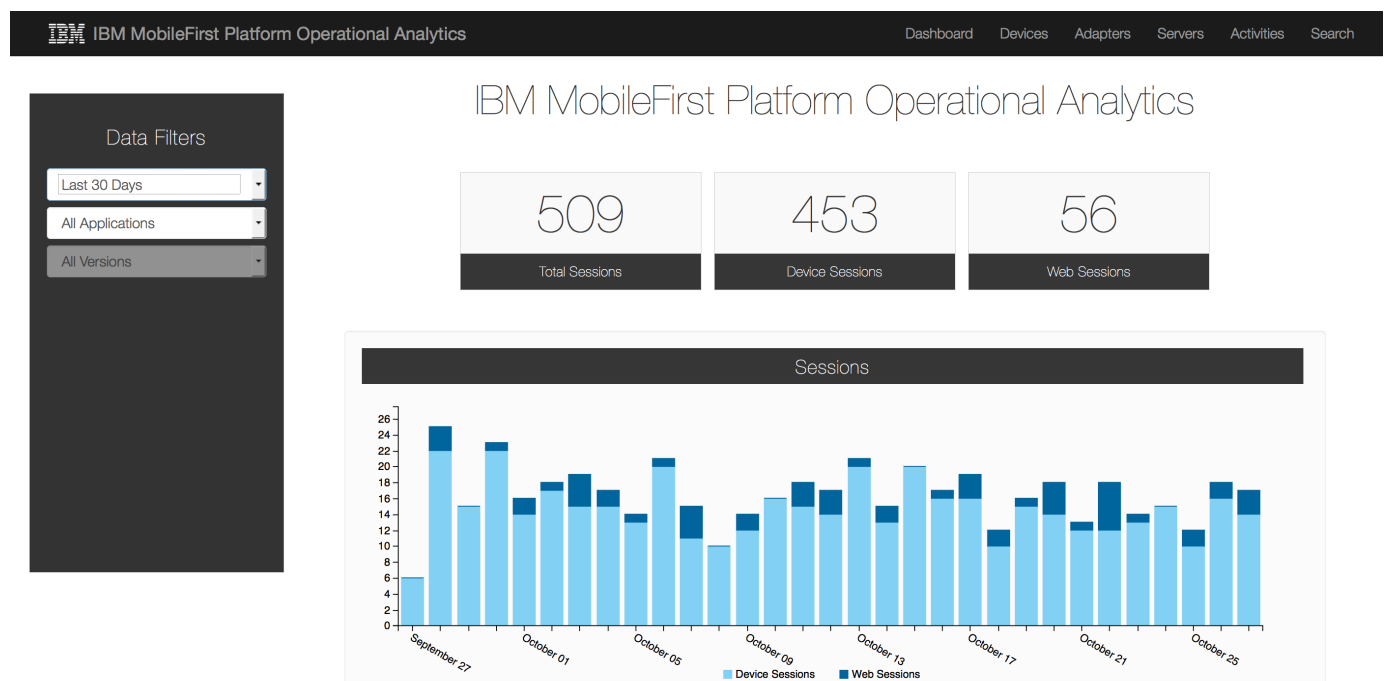 IBM IBM MobileFirst Platform Operational Analytics Dashboard Devices Adapters Servers Activities Search
IBM MobileFirst Platform Operational Analytics
Data Filters
Last 30 Days
All Applications
All Versions
509
Total Sessions
453
Device Sessions
56
Web Sessions
Sessions
26
24
22
20
18
16
14
12
10
8
6
4
2
0
September 27
October 01
October 05
October 09
October 13
October 17
October 21
October 25
Device Sessions Web Sessions